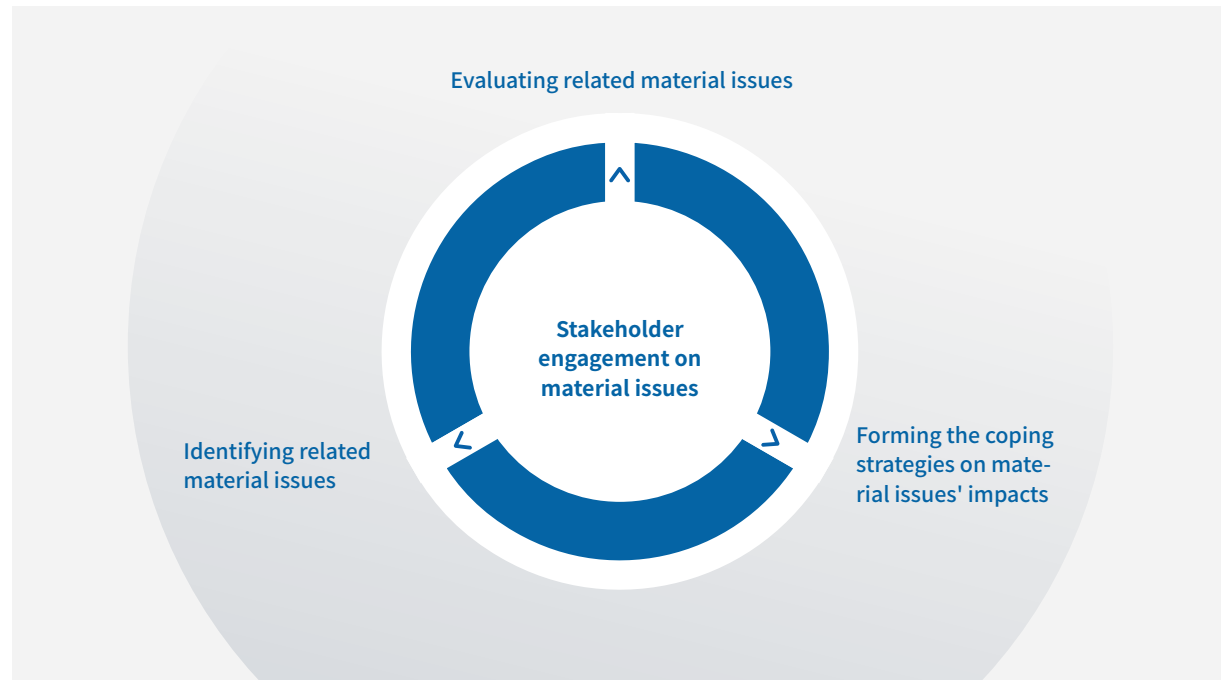 Evaluating related material issues
Stakeholder
engagement on
material issues
Identifying related
material issues
Forming the coping
strategies on mate-
rial issues' impacts